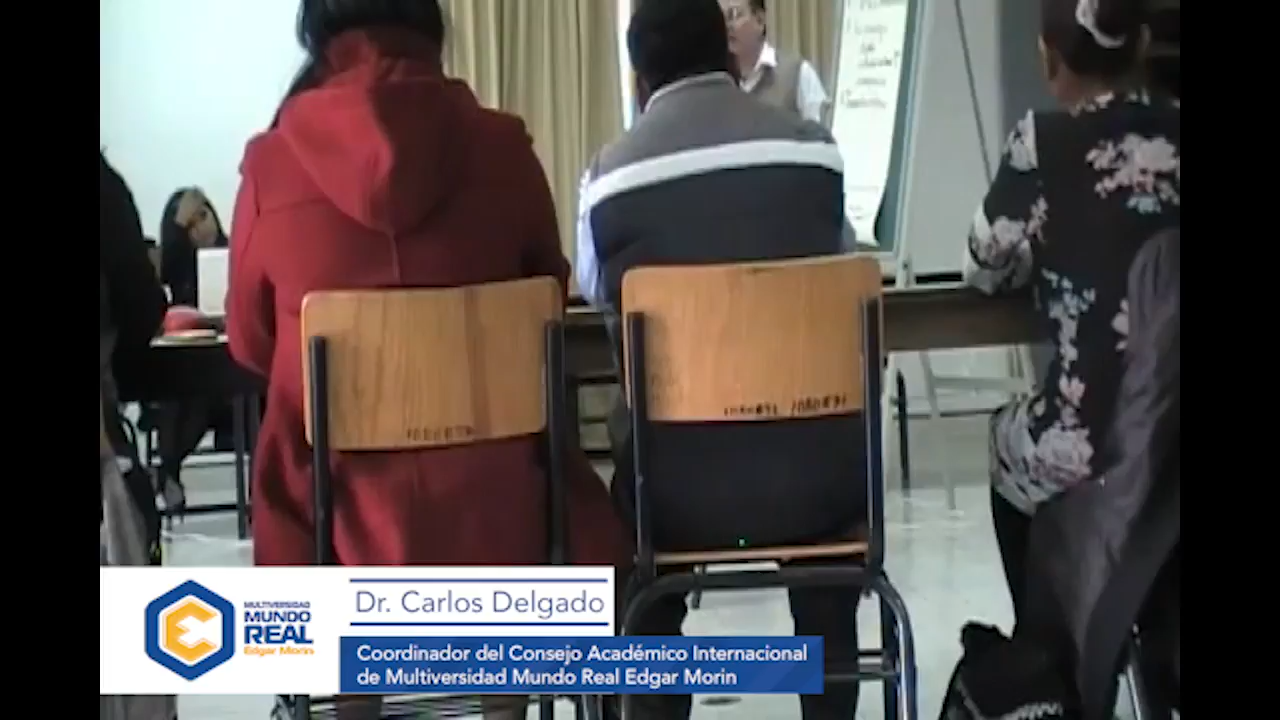 MULTIVERSIDAD
MUNDO
REAL
Edgar Morin
Dr. Carlos Delgado
Coordinador del Consejo Académico Internacional
de Multiversidad Mundo Real Edgar Morin